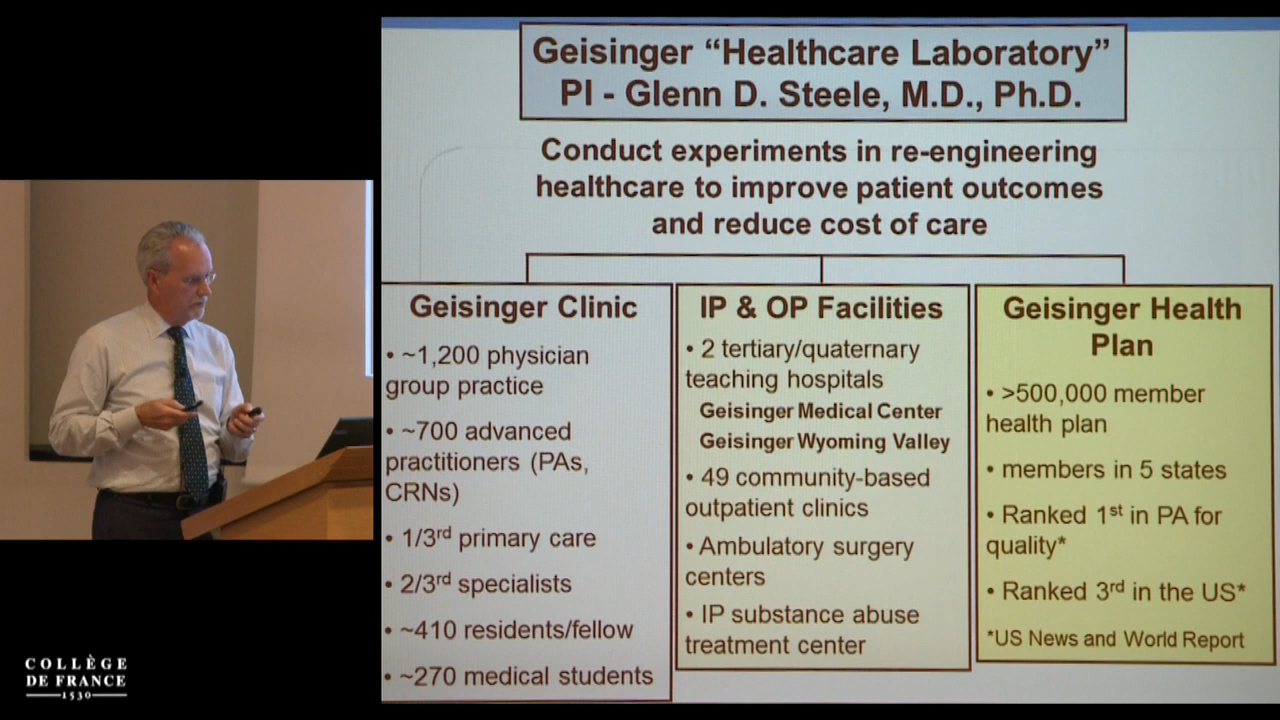 Geisinger “Healthcare Laboratory”
PI - Glenn D. Steele, M.D., Ph.D.
Conduct experiments in re-engineering
healthcare to improve patient outcomes
and reduce cost of care
Geisinger Clinic
• ~1,200 physician
group practice
• ~700 advanced
practitioners (PAs,
CRNs)
• 1/3rd primary care
• 2/3rd specialists
• ~410 residents/fellow
• ~270 medical students
IP & OP Facilities
• 2 tertiary/quaternary
teaching hospitals
Geisinger Medical Center
Geisinger Wyoming Valley
• 49 community-based
outpatient clinics
• Ambulatory surgery
centers
• IP substance abuse
treatment center
Geisinger Health
Plan
• >500,000 member
health plan
• members in 5 states
• Ranked 1st in PA for
quality*
• Ranked 3rd in the US*
*US News and World Report
COLLÈGE
DE FRANCE
1530